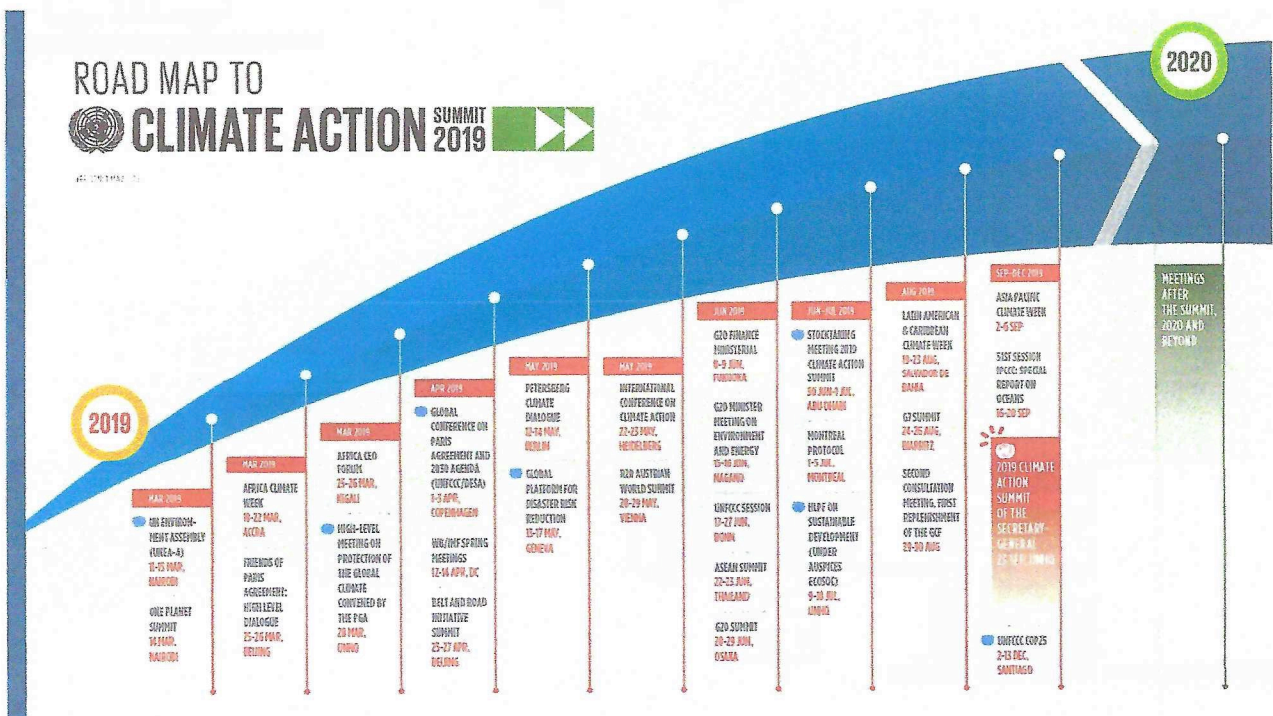 ROAD MAP TO
CLIMATE ACTION SUMMIT
2019
2019
2020
MAR 2019
UN ENVIRON-
MENT ASSEMBLY
(UNEA-4)
11-15 MAR,
NAIROBI
ONE PLANET
SUMMIT
14 MAR,
NAIROBI
MAR 2019
AFRICA CLIMATE
WEEK
18-22 MAR,
ACCRA
FRIENDS OF
PARIS
AGREEMENT:
HIGH LEVEL
DIALOGUE
25-26 MAR,
BEIJING
MAR 2019
AFRICA CEO
FORUM
25-26 MAR,
KIGALI
HIGH-LEVEL
MEETING ON
PROTECTION OF
THE GLOBAL
CLIMATE
CONVENED BY
THE PGA
28 MAR,
UNHQ
APR 2019
GLOBAL
CONFERENCE ON
PARIS
AGREEMENT AND
2030 AGENDA
(UNFCCC/DESA)
1-3 APR,
COPENHAGEN
WB/IMF SPRING
MEETINGS
12-14 APR, DC
BELT AND ROAD
INITIATIVE
SUMMIT
25-27 APR,
BEIJING
MAY 2019
PETERSBERG
CLIMATE
DIALOGUE
12-14 MAY,
BERLIN
GLOBAL
PLATFORM FOR
DISASTER RISK
REDUCTION
13-17 MAY,
GENEVA
MAY 2019
INTERNATIONAL
CONFERENCE ON
CLIMATE ACTION
22-23 MAY,
HEIDELBERG
R20 AUSTRIAN
WORLD SUMMIT
28-29 MAY,
VIENNA
JUN 2019
G20 FINANCE
MINISTERIAL
8-9 JUN,
FUKUOKA
G20 MINISTER
MEETING ON
ENVIRONMENT
AND ENERGY
15-16 JUN,
NAGANO
UNFCCC SESSION
17-27 JUN,
BONN
ASEAN SUMMIT
22-23 JUN,
THAILAND
G20 SUMMIT
28-29 JUN,
OSAKA
JUN-JUL 2019
STOCKTAKING
MEETING 2019
CLIMATE ACTION
SUMMIT
30 JUN-1 JUL,
ABU DHABI
MONTREAL
PROTOCOL
1-5 JUL,
MONTREAL
HLPF ON
SUSTAINABLE
DEVELOPMENT
(UNDER
AUSPICES
ECOSOC)
9-18 JUL,
UNHQ
AUG 2019
LATIN AMERICAN
& CARIBBEAN
CLIMATE WEEK
19-23 AUG,
SALVADOR DE
BAHIA
G7 SUMMIT
24-26 AUG,
BIARRITZ
SECOND
CONSULTATION
MEETING, FIRST
REPLENISHMENT
OF THE GCF
29-30 AUG
SEP-DEC 2019
ASIA PACIFIC
CLIMATE WEEK
2-6 SEP
51ST SESSION
IPCC: SPECIAL
REPORT ON
OCEANS
16-20 SEP
2019 CLIMATE
ACTION
SUMMIT
OF THE
SECRETARY-
GENERAL
23 SEP, UNHQ
UNFCCC COP25
2-13 DEC,
SANTIAGO
MEETINGS
AFTER
THE SUMMIT,
2020 AND
BEYOND